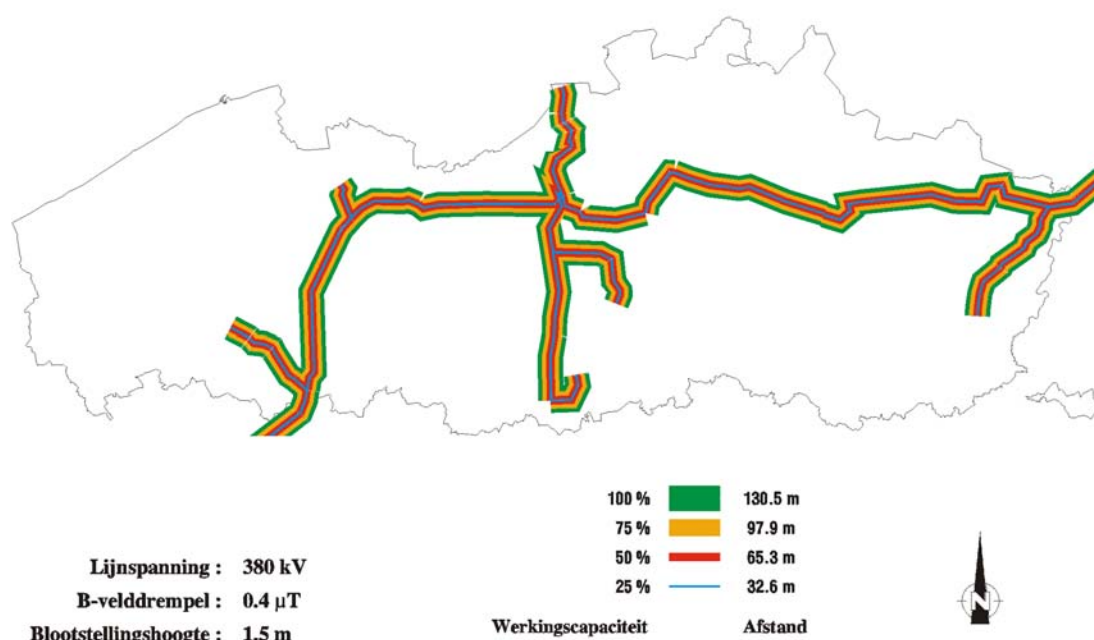 100 % 130.5 m
75 % 97.9 m
50 % 65.3 m
25 % 32.6 m
Werkingscapaciteit Afstand
Lijnspanning : 380 kV
B-velddrempel : 0.4 µT
Blootstellingshoogte : 1.5 m
N